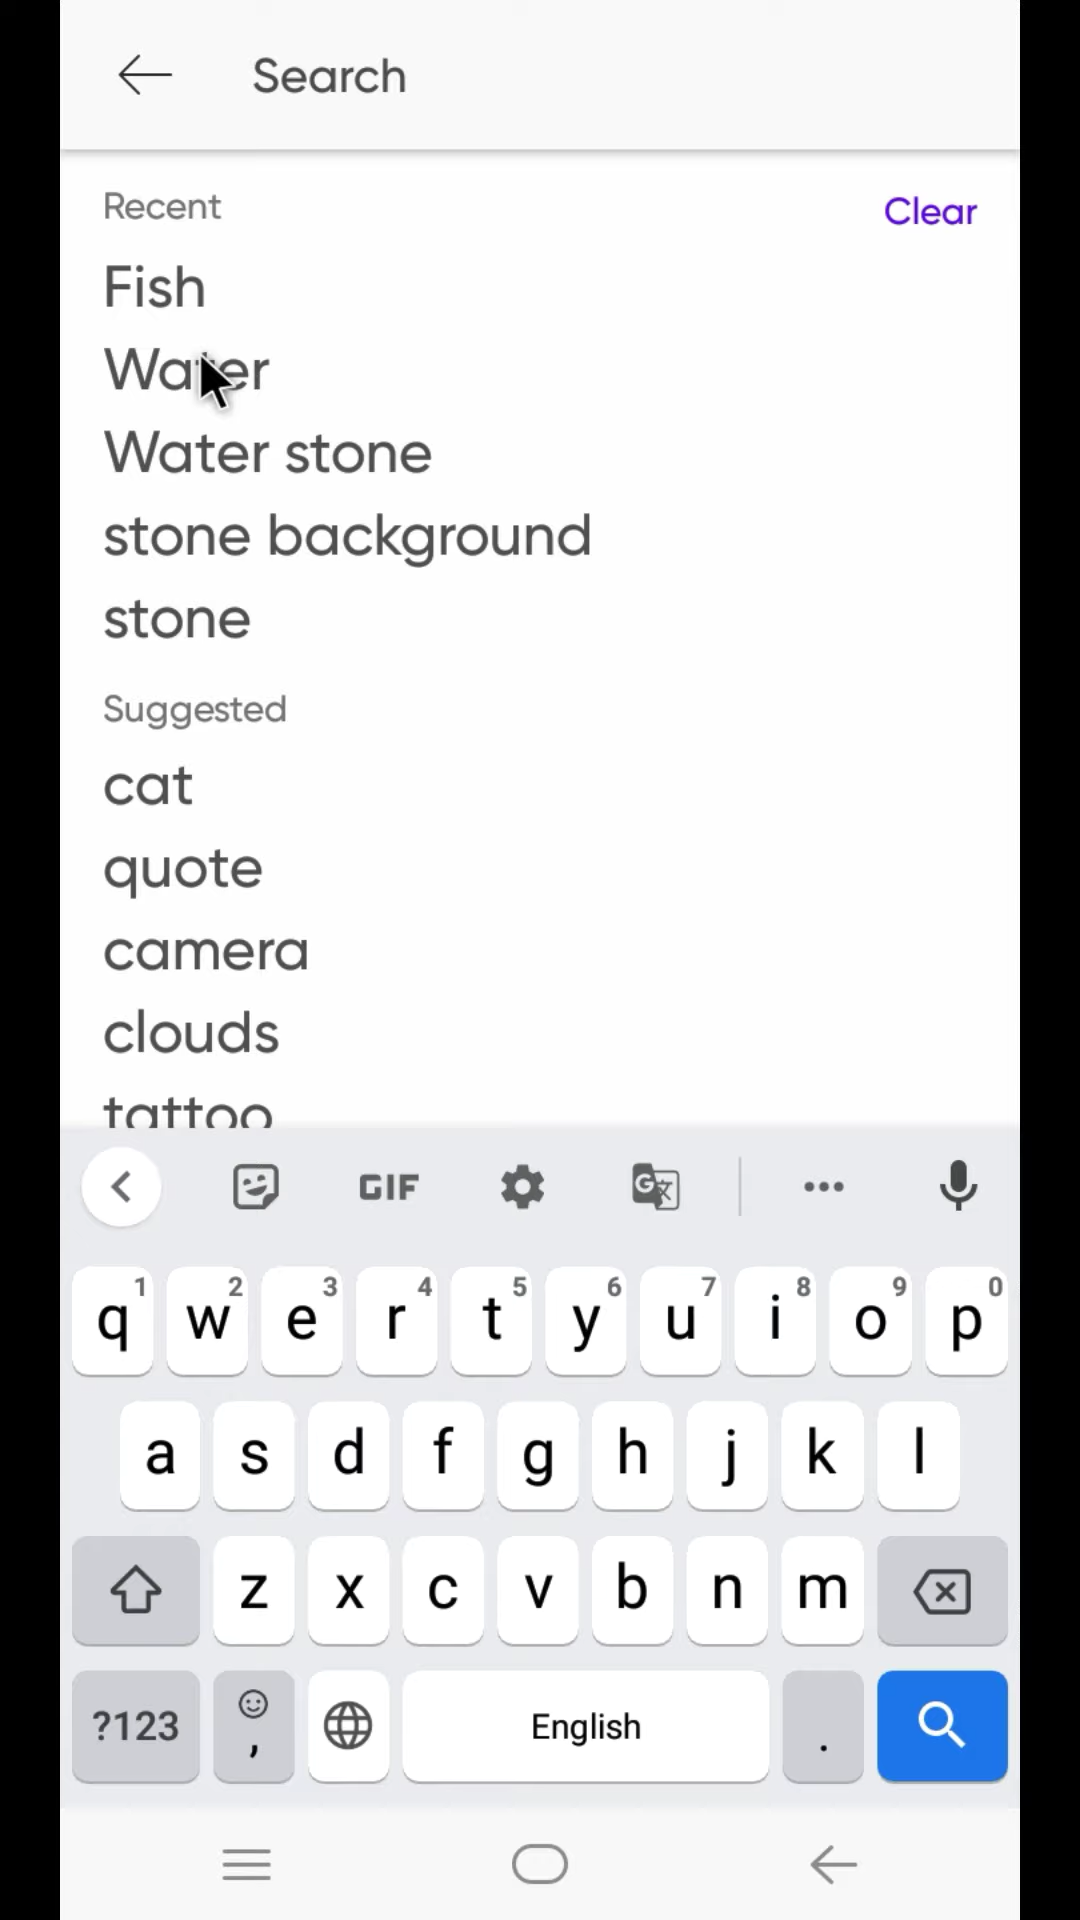 Search
Recent
Clear
Fish
Water
Water stone
stone background
stone
Suggested
cat
quote
camera
clouds
tattoo
GIF
G
1 2 3 4 5 6 7 8 9 0
q w e r t y u i o p
a s d f g h j k l
z x c v b n m
?123 , English .